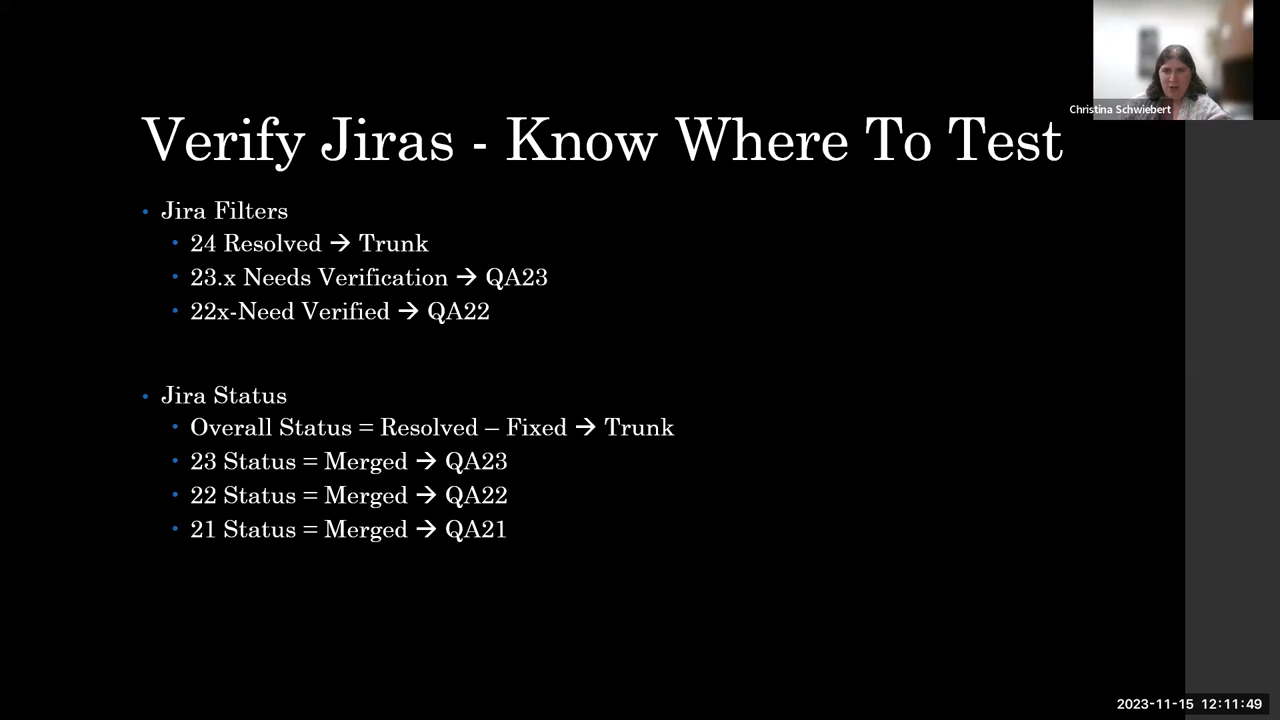 Christina Schwiebert
Verify Jiras - Know Where To Test
• Jira Filters
• 24 Resolved → Trunk
• 23.x Needs Verification → QA23
• 22x-Need Verified → QA22
• Jira Status
• Overall Status = Resolved – Fixed → Trunk
• 23 Status = Merged → QA23
• 22 Status = Merged → QA22
• 21 Status = Merged → QA21
2023-11-15 12:11:49